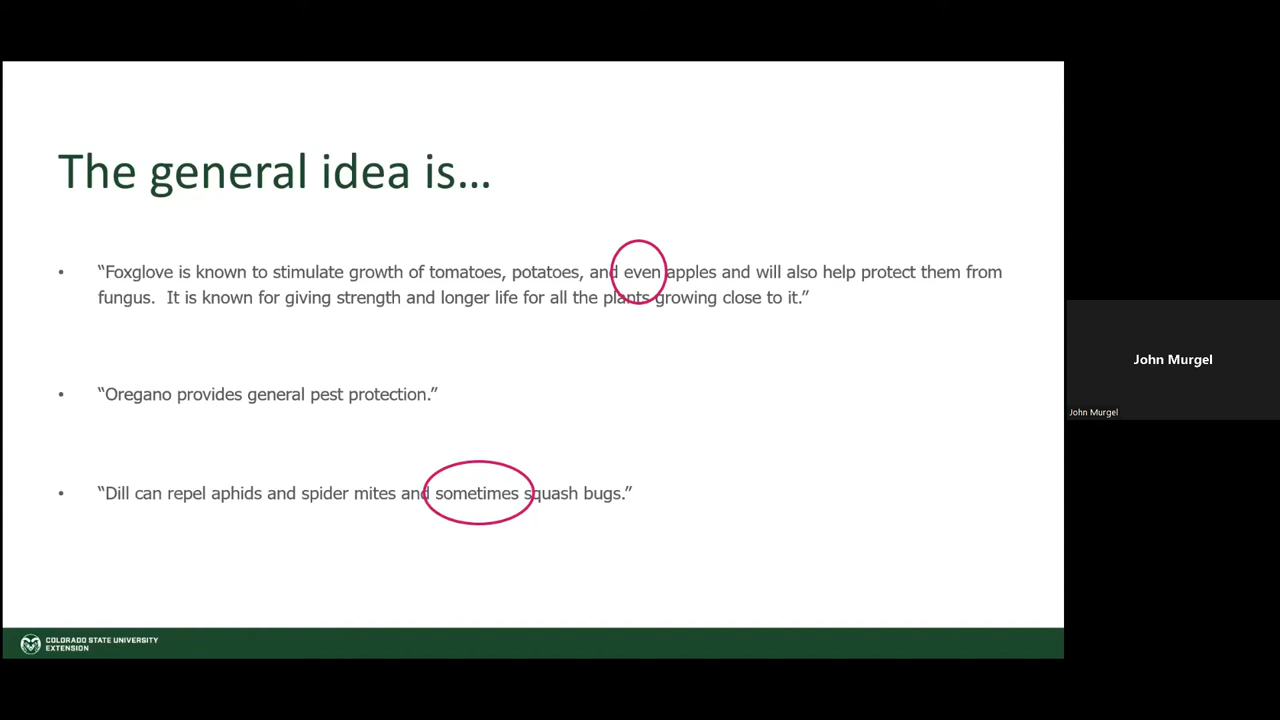 The general idea is…
• “Foxglove is known to stimulate growth of tomatoes, potatoes, and even apples and will also help protect them from
fungus.  It is known for giving strength and longer life for all the plants growing close to it.”
• “Oregano provides general pest protection.”
• “Dill can repel aphids and spider mites and sometimes squash bugs.”
John Murgel
John Murgel
COLORADO STATE UNIVERSITY
EXTENSION